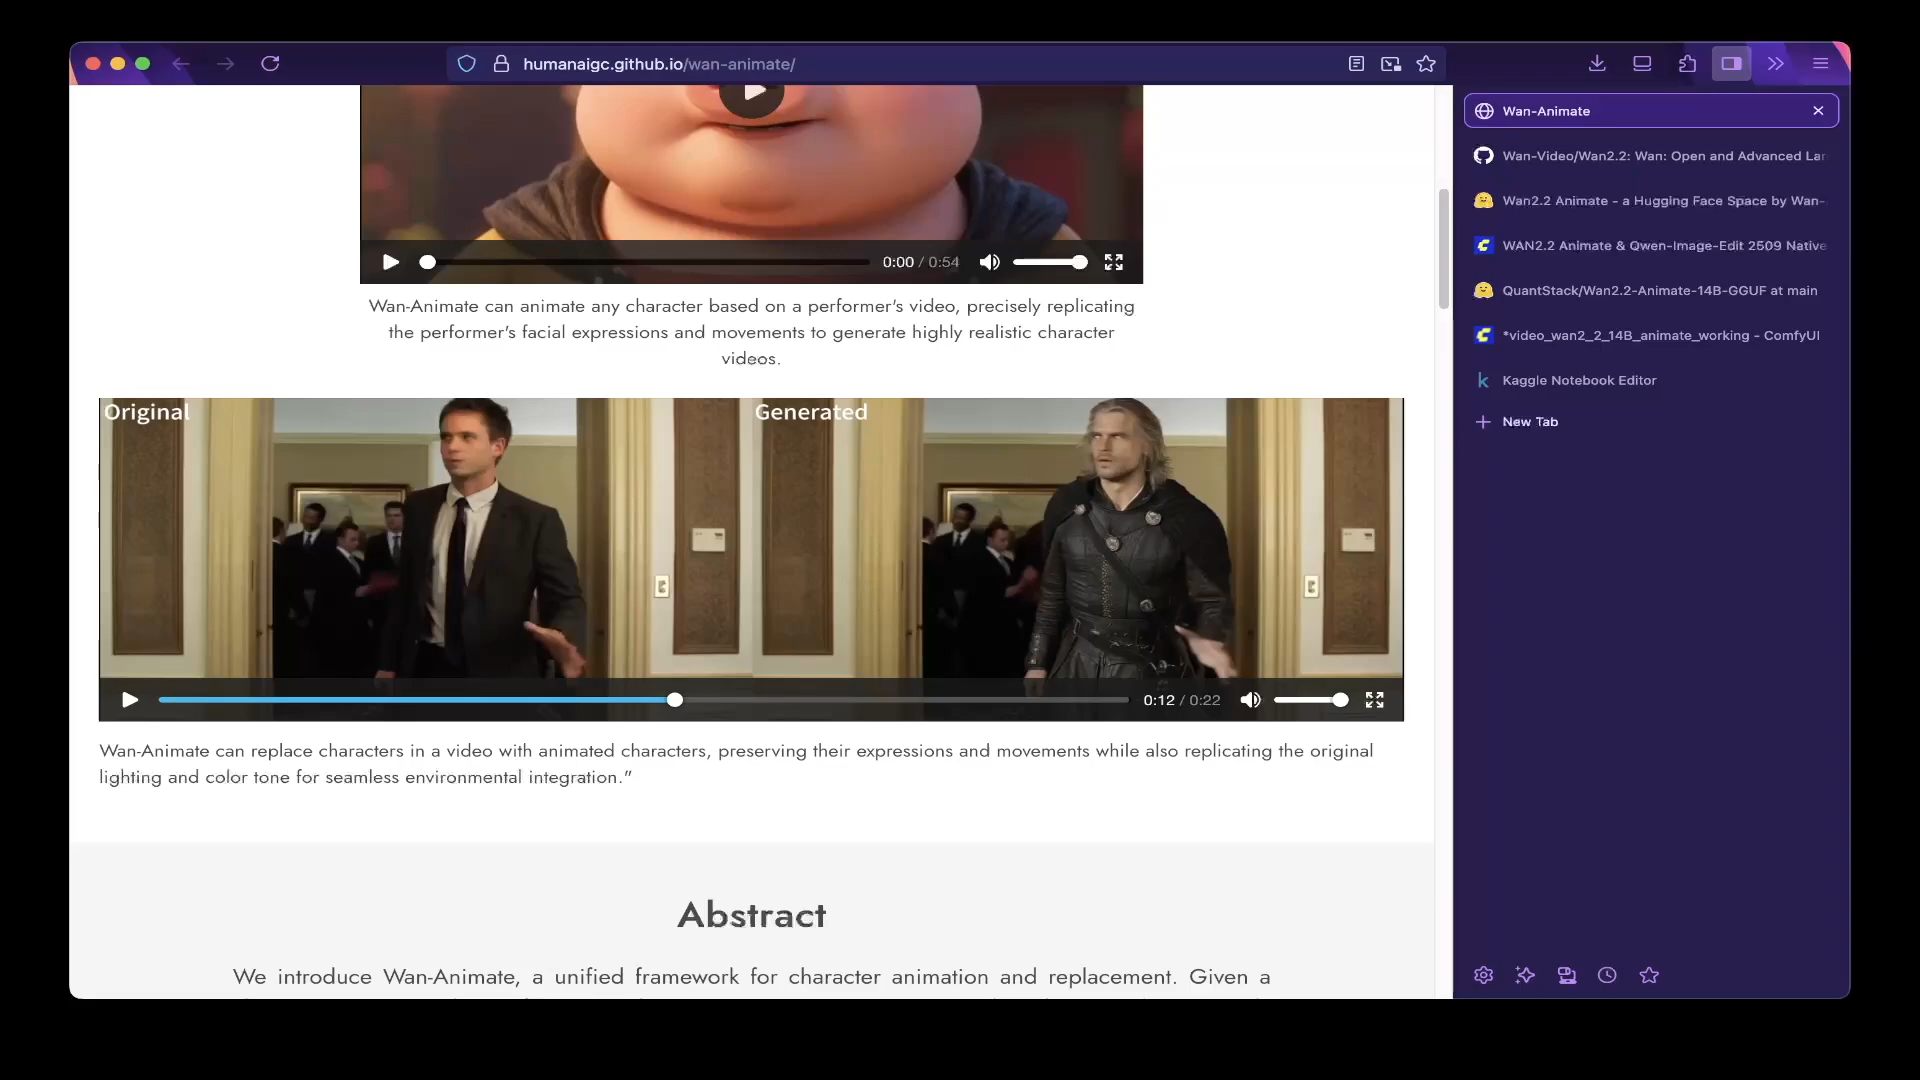 humanaigc.github.io/wan-animate/
0:00 / 0:54
Wan-Animate can animate any character based on a performer's video, precisely replicating
the performer's facial expressions and movements to generate highly realistic character
videos.
Original
Generated
0:12 / 0:22
Wan-Animate can replace characters in a video with animated characters, preserving their expressions and movements while also replicating the original
lighting and color tone for seamless environmental integration."
Abstract
We introduce Wan-Animate, a unified framework for character animation and replacement. Given a
Wan-Animate
Wan-Video/Wan2.2: Wan: Open and Advanced Lar
Wan2.2 Animate - a Hugging Face Space by Wan-
WAN2.2 Animate & Qwen-Image-Edit 2509 Native
QuantStack/Wan2.2-Animate-14B-GGUF at main
*video_wan2_2_14B_animate_working - ComfyUI
Kaggle Notebook Editor
New Tab